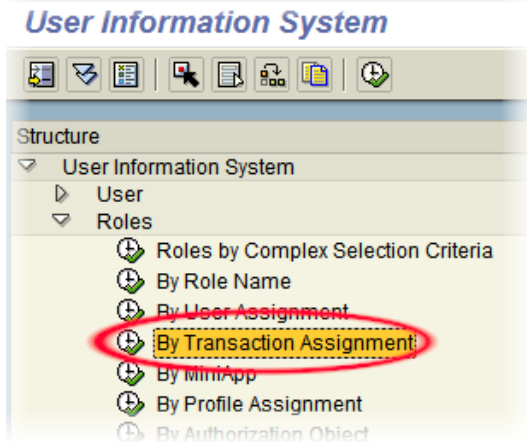 User Information System
Structure
User Information System
User
Roles
Roles by Complex Selection Criteria
By Role Name
By User Assignment
By Transaction Assignment
By MiniApp
By Profile Assignment
By Authorization Object